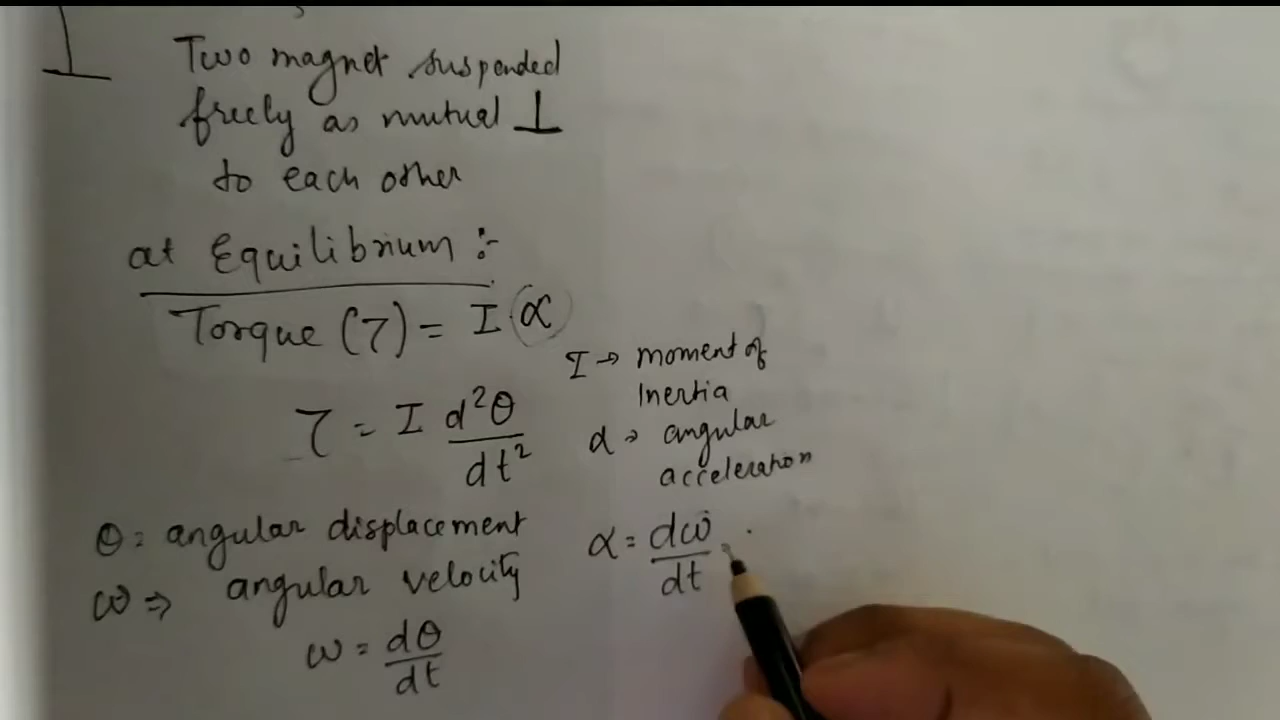 ⊥ Two magnet suspended
freely as mutual ⊥
to each other
at Equilibrium :-
Torque (τ) = I α
I → moment of
Inertia
τ = I d²θ/dt²
α → angular
acceleration
θ = angular displacement
α = dω/dt
ω ⇒ angular velocity
ω = dθ/dt